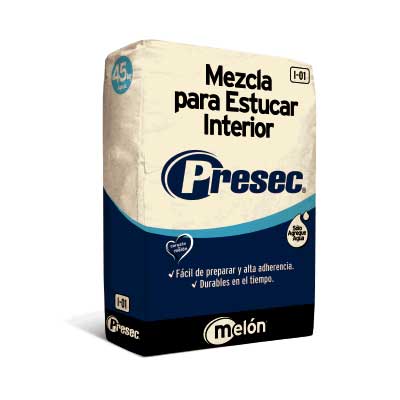 45
I-01
Mezcla
para Estucar
Interior
Presec®
Sólo
Agregue
Agua
✓ Fácil de preparar y alta adherencia.
✓ Durables en el tiempo.
I-01
Presec
melón®